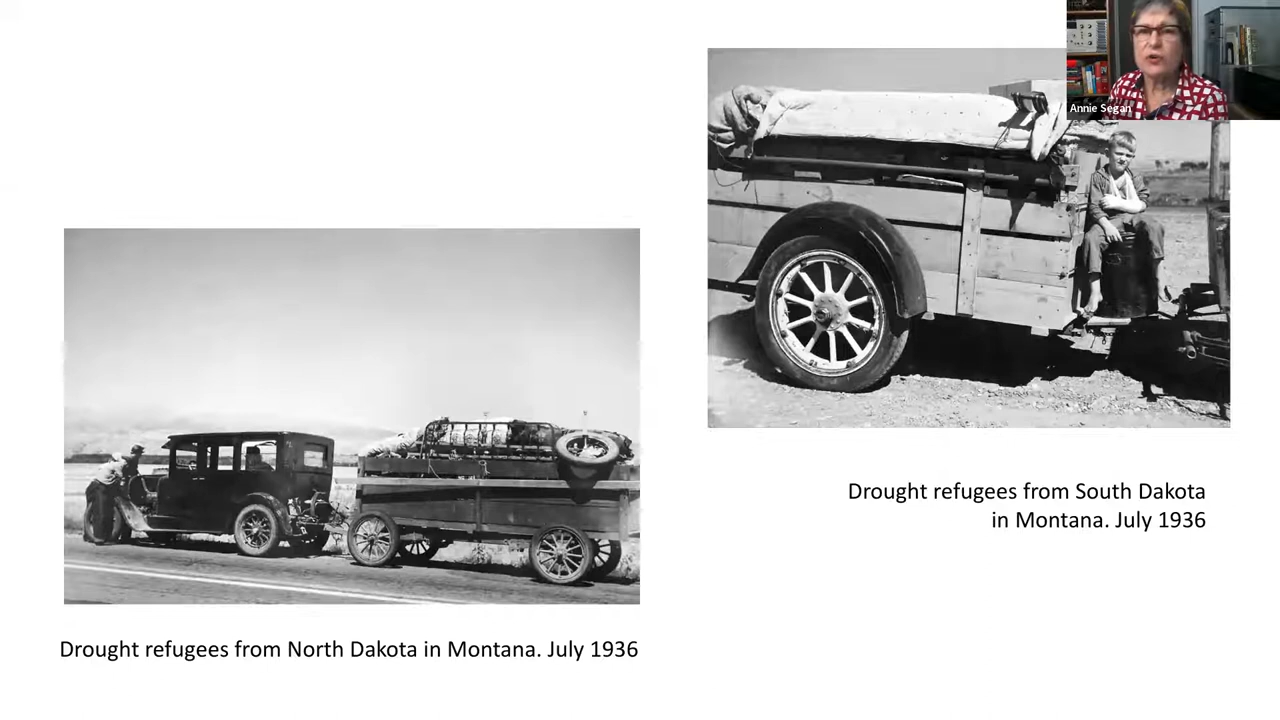 Annie Segan
Drought refugees from South Dakota
in Montana. July 1936
Drought refugees from North Dakota in Montana. July 1936